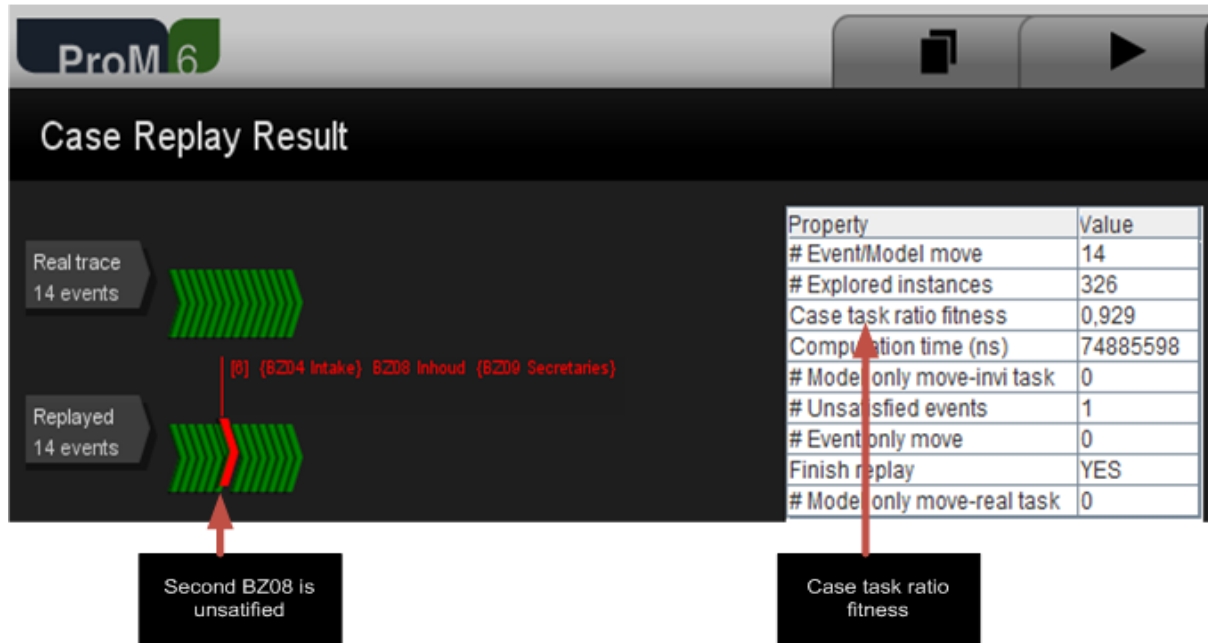 ProM 6
Case Replay Result
Real trace
14 events
[6] {BZ04 Intake} BZ08 Inhoud {BZ09 Secretaries}
Replayed
14 events
Property Value
# Event/Model move 14
# Explored instances 326
Case task ratio fitness 0,929
Computation time (ns) 74885598
# Model only move-invi task 0
# Unsatisfied events 1
# Event only move 0
Finish replay YES
# Model only move-real task 0
Second BZ08 is
unsatified
Case task ratio
fitness